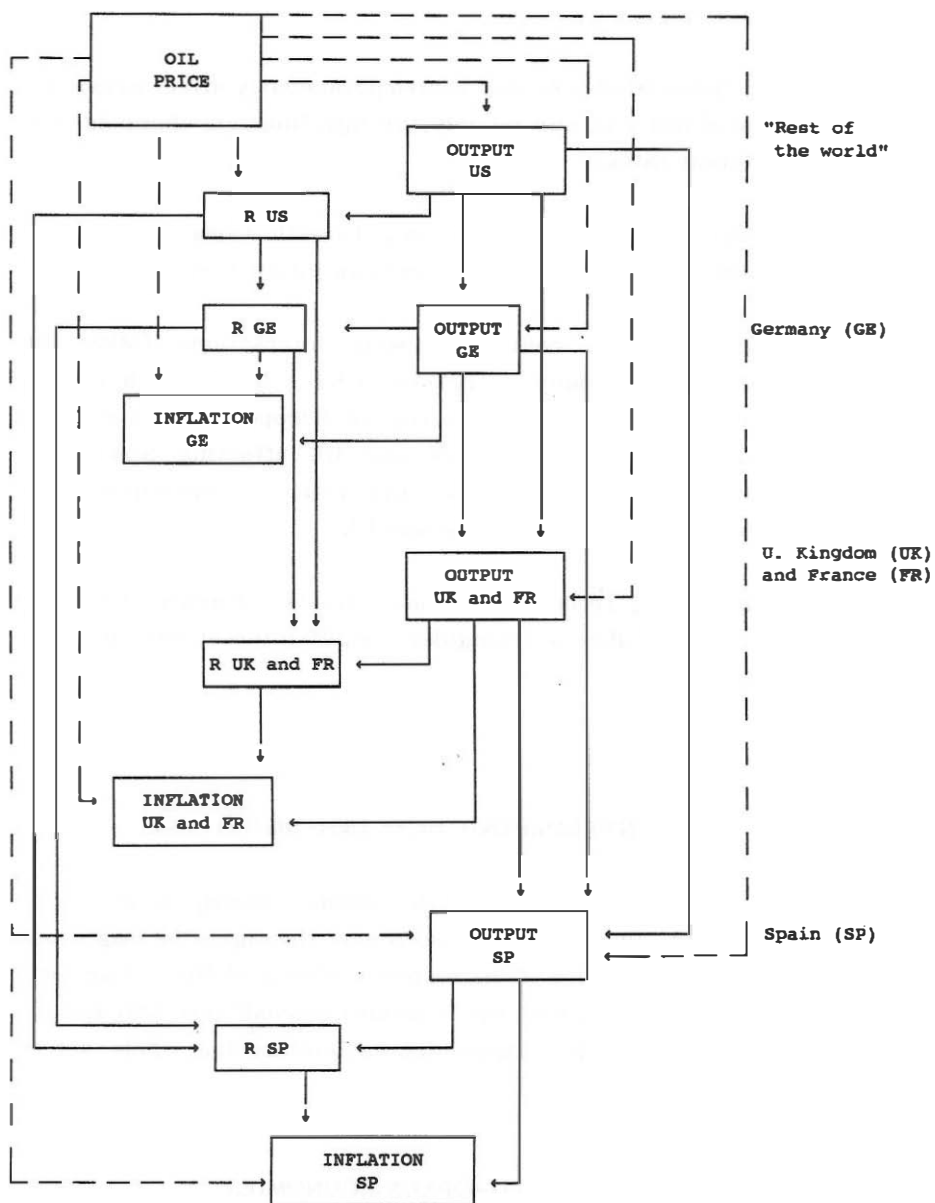 OIL
PRICE
OUTPUT
US
"Rest of
the world"
R US
R GE
OUTPUT
GE
Germany (GE)
INFLATION
GE
OUTPUT
UK and FR
U. Kingdom (UK)
and France (FR)
R UK and FR
INFLATION
UK and FR
OUTPUT
SP
Spain (SP)
R SP
INFLATION
SP